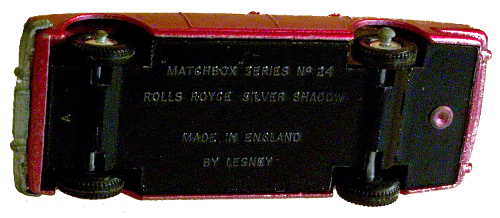 "MATCHBOX" SERIES Nº 24
ROLLS ROYCE SILVER SHADOW
MADE IN ENGLAND
BY LESNEY
A